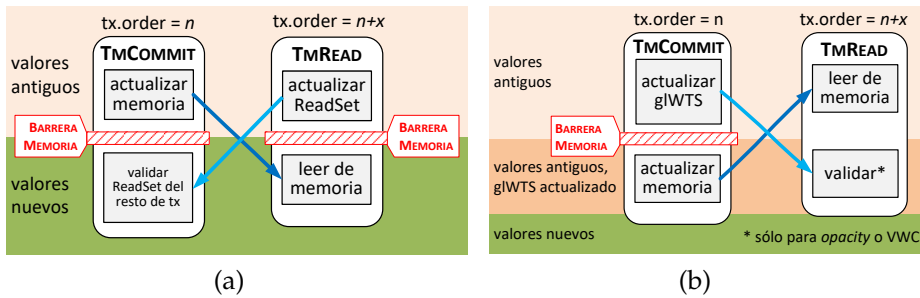 tx.order = n
tx.order = n+x
valores
antiguos
TMCOMMIT
actualizar
memoria
TMREAD
actualizar
ReadSet
BARRERA
MEMORIA
BARRERA
MEMORIA
valores
nuevos
validar
ReadSet del
resto de tx
leer de
memoria
(a)
tx.order = n
tx.order = n+x
valores
antiguos
TMCOMMIT
actualizar
glWTS
TMREAD
leer de
memoria
BARRERA
MEMORIA
valores antiguos,
glWTS actualizado
actualizar
memoria
validar*
valores nuevos
* sólo para opacity o VWC
(b)